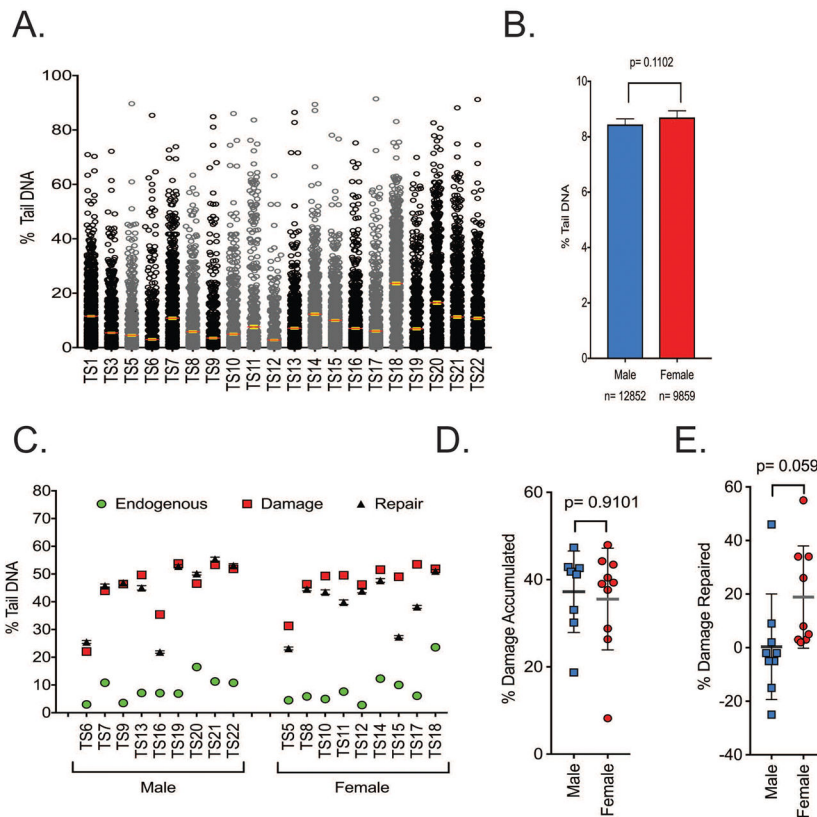 A.
B.
% Tail DNA
100
80
60
40
20
0
TS1 TS3 TS5 TS6 TS7 TS8 TS9 TS10 TS11 TS12 TS13 TS14 TS15 TS16 TS17 TS18 TS19 TS20 TS21 TS22
p= 0.1102
% Tail DNA
10
8
6
4
2
0
Male Female
n= 12852 n= 9859
C.
D.
E.
% Tail DNA
80
70
60
50
40
30
20
10
0
Endogenous Damage Repair
TS6 TS7 TS9 TS13 TS16 TS19 TS20 TS21 TS22 TS5 TS8 TS10 TS11 TS12 TS14 TS15 TS17 TS18
Male Female
% Damage Accumulated
60
40
20
0
p= 0.9101
Male Female
% Damage Repaired
p= 0.059
60
40
20
0
-20
-40
Male Female